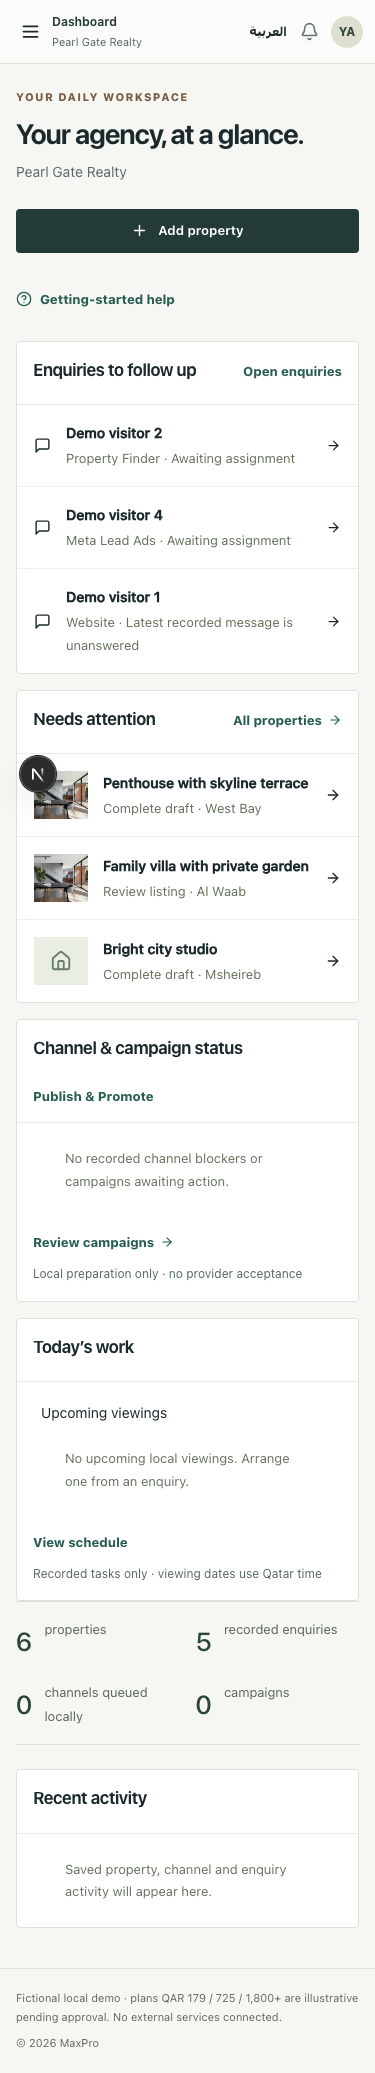 Dashboard
Pearl Gate Realty
العربية
YA
YOUR DAILY WORKSPACE
Your agency, at a glance.
Pearl Gate Realty
Add property
Getting-started help
Enquiries to follow up
Open enquiries
Demo visitor 2
Property Finder · Awaiting assignment
Demo visitor 4
Meta Lead Ads · Awaiting assignment
Demo visitor 1
Website · Latest recorded message is
unanswered
Needs attention
All properties
N
Penthouse with skyline terrace
Complete draft · West Bay
Family villa with private garden
Review listing · Al Waab
Bright city studio
Complete draft · Msheireb
Channel & campaign status
Publish & Promote
No recorded channel blockers or
campaigns awaiting action.
Review campaigns
Local preparation only · no provider acceptance
Today’s work
Upcoming viewings
No upcoming local viewings. Arrange
one from an enquiry.
View schedule
Recorded tasks only · viewing dates use Qatar time
6 properties
5 recorded enquiries
0 channels queued
locally
0 campaigns
Recent activity
Saved property, channel and enquiry
activity will appear here.
Fictional local demo · plans QAR 179 / 725 / 1,800+ are illustrative
pending approval. No external services connected.
© 2026 MaxPro